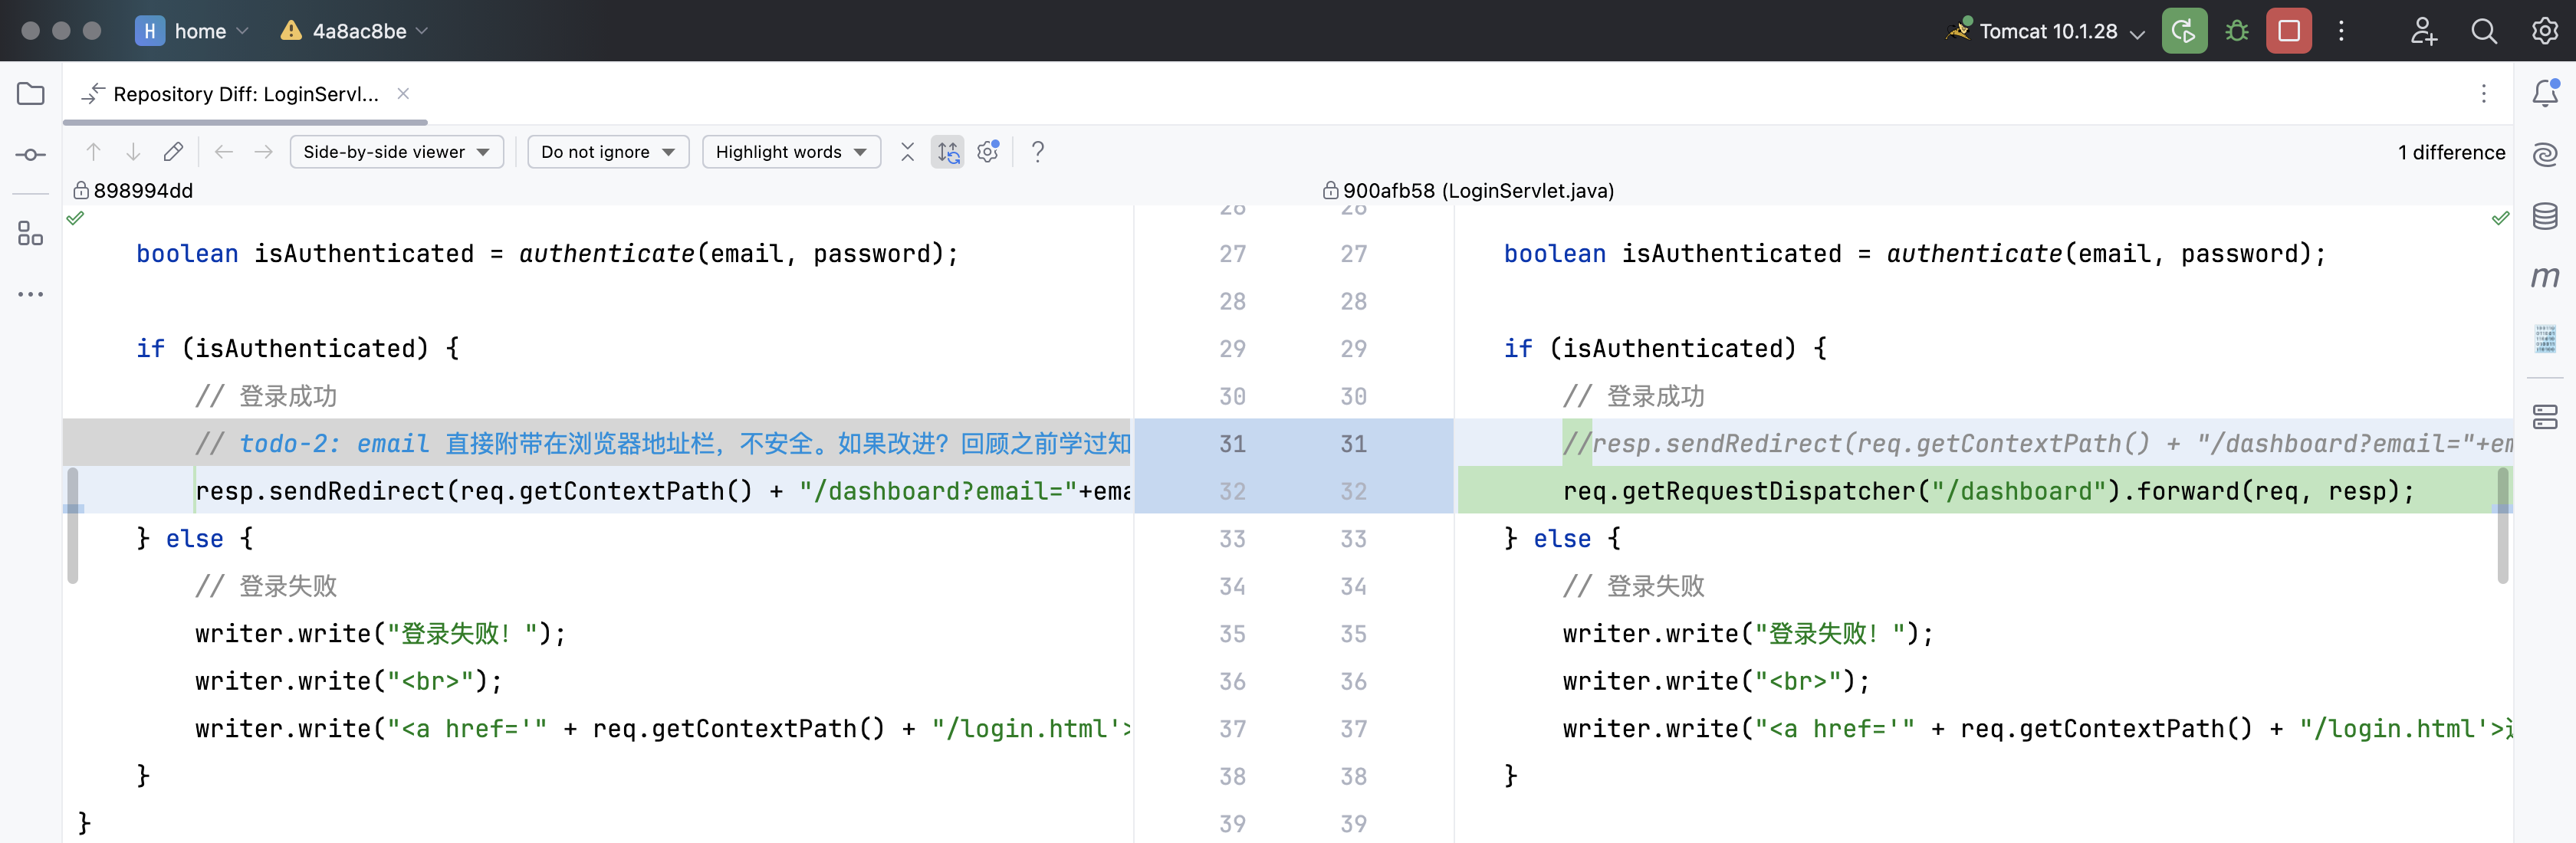 H home 4a8ac8be Tomcat 10.1.28
Repository Diff: LoginServl...
Side-by-side viewer Do not ignore Highlight words ? 1 difference
898994dd 900afb58 (LoginServlet.java)
26 26
boolean isAuthenticated = authenticate(email, password); 27 27 boolean isAuthenticated = authenticate(email, password);
28 28
if (isAuthenticated) { 29 29 if (isAuthenticated) {
// 登录成功 30 30 // 登录成功
// todo-2: email 直接附带在浏览器地址栏，不安全。如果改进？回顾之前学过知 31 31 //resp.sendRedirect(req.getContextPath() + "/dashboard?email="+em
resp.sendRedirect(req.getContextPath() + "/dashboard?email="+ema 32 32 req.getRequestDispatcher("/dashboard").forward(req, resp);
} else { 33 33 } else {
// 登录失败 34 34 // 登录失败
writer.write("登录失败！"); 35 35 writer.write("登录失败！");
writer.write("<br>"); 36 36 writer.write("<br>");
writer.write("<a href='" + req.getContextPath() + "/login.html'> 37 37 writer.write("<a href='" + req.getContextPath() + "/login.html'>
} 38 38 }
} 39 39
m